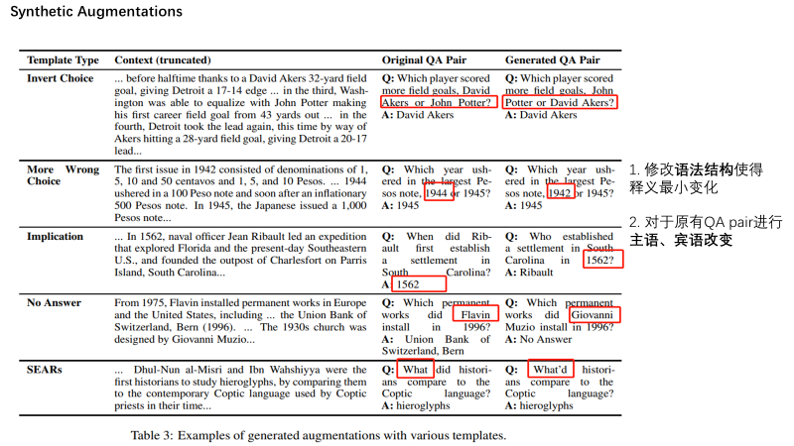 Synthetic Augmentations
Template Type Context (truncated) Original QA Pair Generated QA Pair
Invert Choice
... before halftime thanks to a David Akers 32-yard field
goal, giving Detroit a 17-14 edge ... in the third, Wash-
ington was able to equalize with John Potter making
his first career field goal from 43 yards out ... in the
fourth, Detroit took the lead again, this time by way of
Akers hitting a 28-yard field goal, giving Detroit a 20-17
lead...
Q: Which player scored
more field goals, David
Akers or John Potter?
A: David Akers
Q: Which player scored
more field goals, John
Potter or David Akers?
A: David Akers
More Wrong
Choice
The first issue in 1942 consisted of denominations of 1,
5, 10 and 50 centavos and 1, 5, and 10 Pesos. ... 1944
ushered in a 100 Peso note and soon after an inflationary
500 Pesos note. In 1945, the Japanese issued a 1,000
Pesos note...
Q: Which year ush-
ered in the largest Pe-
sos note, 1944 or 1945?
A: 1945
Q: Which year ush-
ered in the largest Pe-
sos note, 1942 or 1945?
A: 1945
Implication
... In 1562, naval officer Jean Ribault led an expedition
that explored Florida and the present-day Southeastern
U.S., and founded the outpost of Charlesfort on Parris
Island, South Carolina...
Q: When did Rib-
ault first establish
a settlement in
South Carolina?
A: 1562
Q: Who established
a settlement in South
Carolina in 1562?
A: Ribault
No Answer
From 1975, Flavin installed permanent works in Europe
and the United States, including ... the Union Bank of
Switzerland, Bern (1996). ... The 1930s church was
designed by Giovanni Muzio...
Q: Which permanent
works did Flavin
install in 1996?
A: Union Bank of
Switzerland, Bern
Q: Which permanent
works did Giovanni
Muzio install in 1996?
A: No Answer
SEARs
... Dhul-Nun al-Misri and Ibn Wahshiyya were the
first historians to study hieroglyphs, by comparing them
to the contemporary Coptic language used by Coptic
priests in their time...
Q: What did histori-
ans compare to the
Coptic language?
A: hieroglyphs
Q: What'd histori-
ans compare to the
Coptic language?
A: hieroglyphs
Table 3: Examples of generated augmentations with various templates.
1. 修改语法结构使得
释义最小变化
2. 对于原有QA pair进行
主语、宾语改变